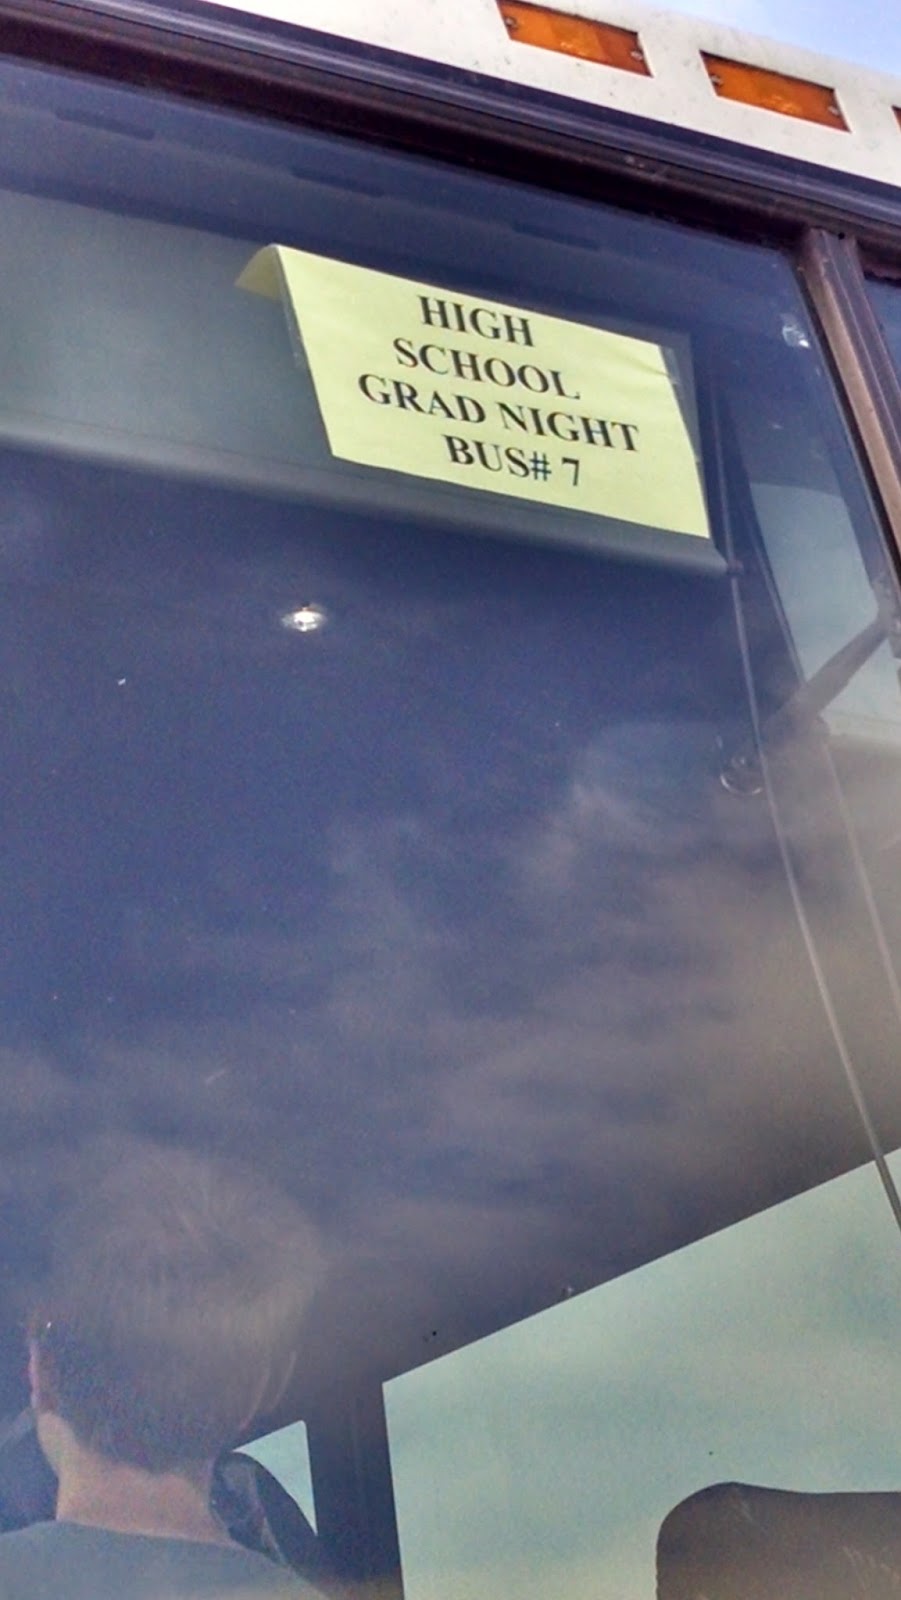 HIGH
SCHOOL
GRAD NIGHT
BUS# 7